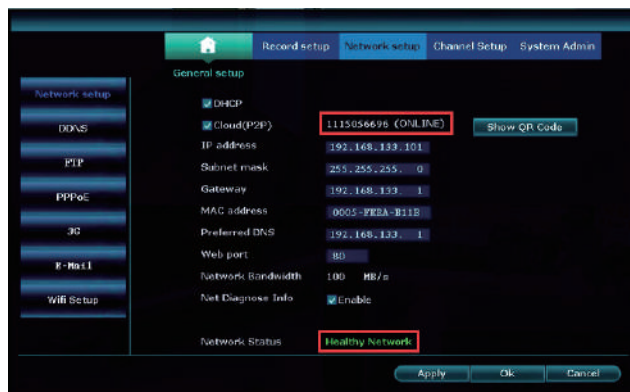 Record setup Network setup Channel Setup System Admin
General setup
Network setup
DDNS
FTP
PPPoE
3G
E-Mail
Wifi Setup
DHCP
Cloud(P2P) 1115056696 (ONLINE) Show QR Code
IP address 192.168.133.101
Subnet mask 255.255.255. 0
Gateway 192.168.133. 1
MAC address 0005-FEEA-B11B
Preferred DNS 192.168.133. 1
Web port 80
Network Bandwidth 100 MB/s
Net Diagnose Info Enable
Network Status Healthy Network
Apply Ok Cancel